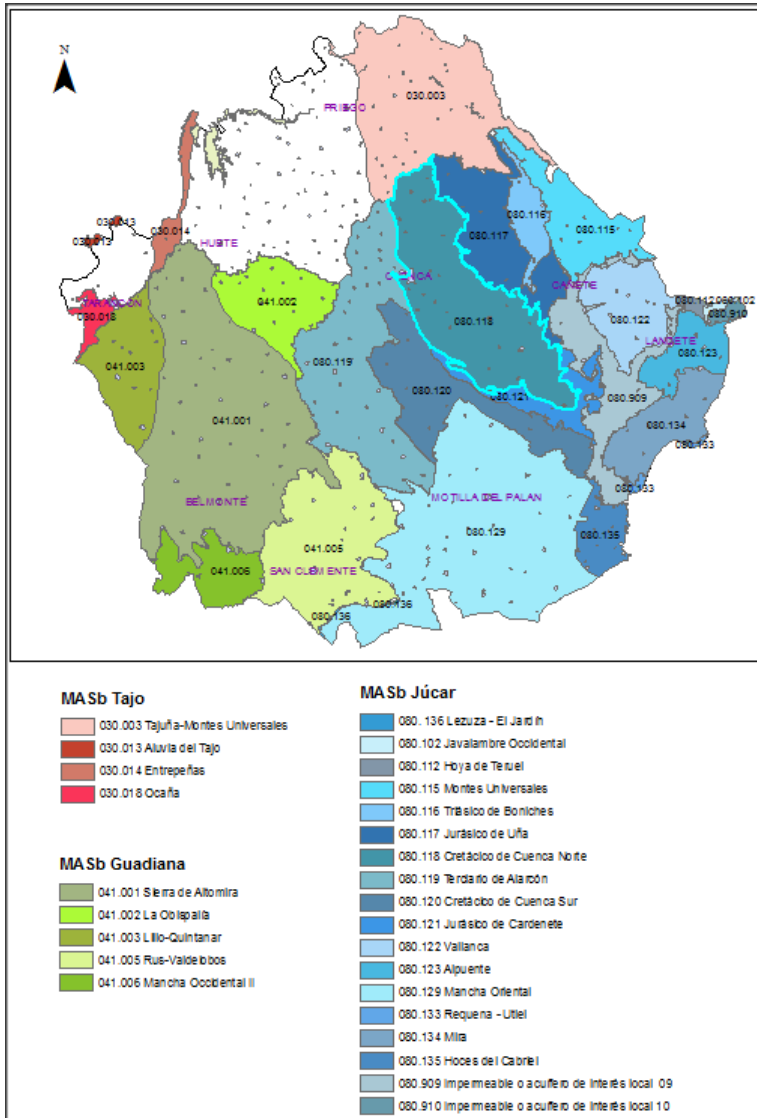 N
PRIEGO
030.003
030.013
030.013
030.014
HUETE
080.116
080.115
080.117
CUENCA
CAÑETE
TARANCON
030.018
041.002
080.118
080.122
080.112
080.102
080.910
LANDETE
080.123
041.003
080.119
080.120
080.121
080.909
041.001
080.134
080.133
080.133
BELMONTE
MOTILLA DEL PALAN
080.129
080.135
041.005
041.006
SAN CLEMENTE
080.136
080.136
MASb Tajo
030.003 Tajuña-Montes Universales
030.013 Aluvia del Tajo
030.014 Entrepeñas
030.018 Ocaña
MASb Guadiana
041.001 Sierra de Altomira
041.002 La Obispalía
041.003 Lillo-Quintanar
041.005 Rus-Valdelobos
041.006 Mancha Occidental II
MASb Júcar
080. 136 Lezuza - El Jardín
080.102 Javalambre Occidental
080.112 Hoya de Teruel
080.115 Montes Universales
080.116 Triásico de Boniches
080.117 Jurásico de Uña
080.118 Cretácico de Cuenca Norte
080.119 Terciario de Alarcón
080.120 Cretácico de Cuenca Sur
080.121 Jurásico de Cardenete
080.122 Vallanca
080.123 Alpuente
080.129 Mancha Oriental
080.133 Requena - Utiel
080.134 Mira
080.135 Hoces del Cabriel
080.909 Impermeable o acuífero de interés local 09
080.910 Impermeable o acuífero de interés local 10